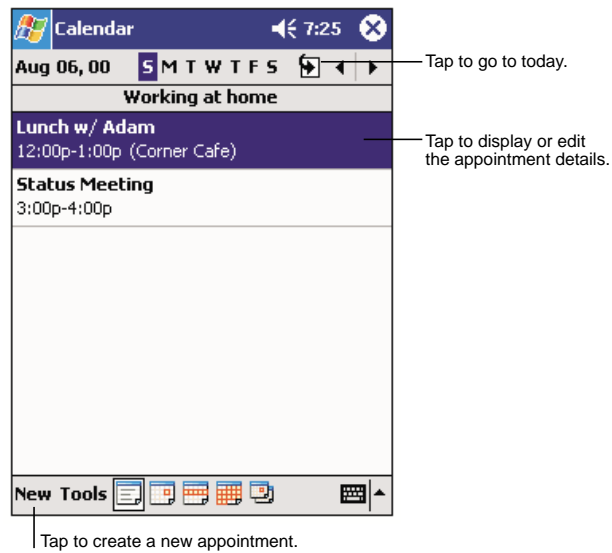 Calendar 7:25
Aug 06, 00 S M T W T F S
Tap to go to today.
Working at home
Lunch w/ Adam
12:00p-1:00p (Corner Cafe)
Tap to display or edit
the appointment details.
Status Meeting
3:00p-4:00p
New Tools
Tap to create a new appointment.